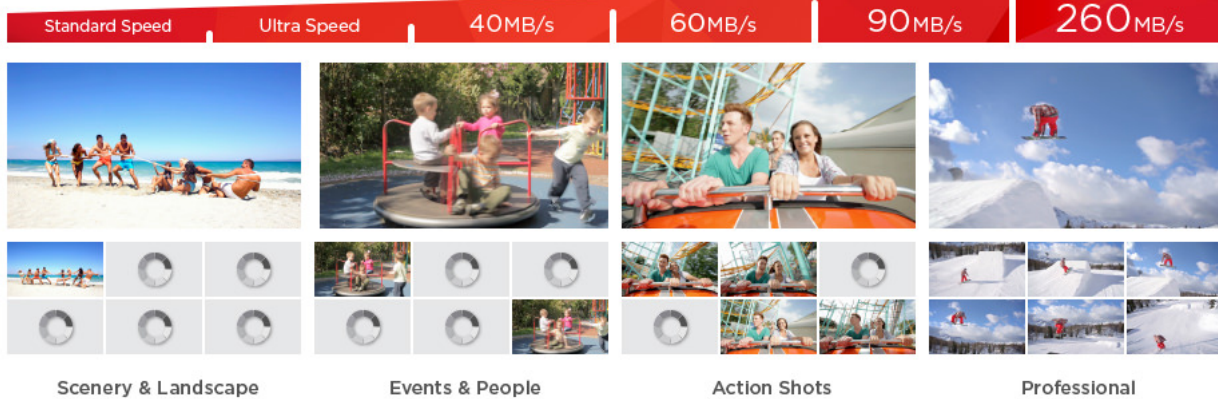 Standard Speed Ultra Speed 40MB/s 60MB/s 90MB/s 260MB/s
Scenery & Landscape Events & People Action Shots Professional